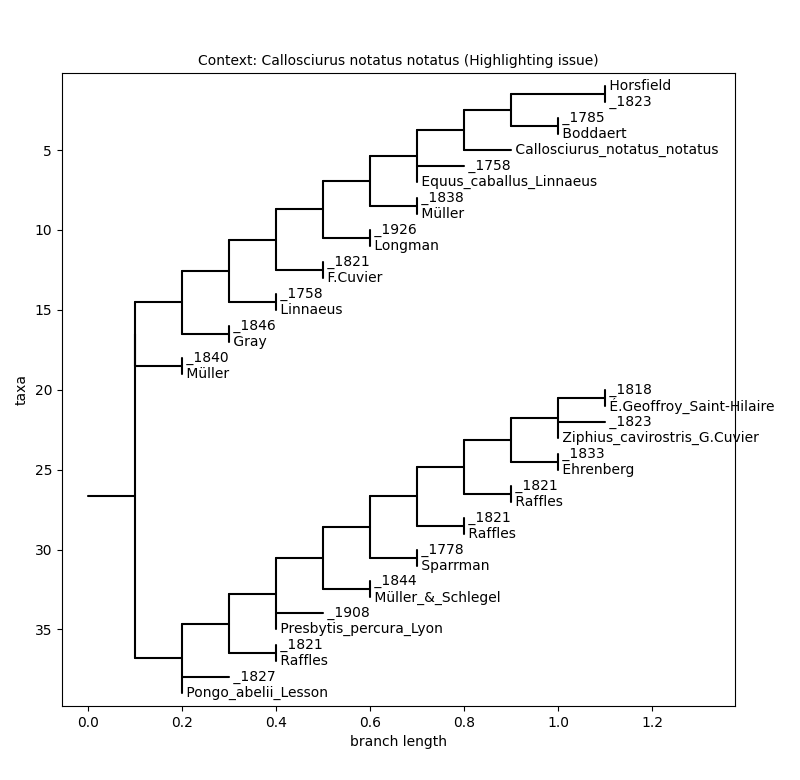 Context: Callosciurus notatus notatus (Highlighting issue)
Horsfield
_1823
_1785
Boddaert
Callosciurus_notatus_notatus
_1758
Equus_caballus_Linnaeus
_1838
Müller
_1926
Longman
_1821
F.Cuvier
_1758
Linnaeus
_1846
Gray
_1840
Müller
_1818
É.Geoffroy_Saint-Hilaire
_1823
Ziphius_cavirostris_G.Cuvier
_1833
Ehrenberg
_1821
Raffles
_1821
Raffles
_1778
Sparrman
_1844
Müller_&_Schlegel
_1908
Presbytis_percura_Lyon
_1821
Raffles
_1827
Pongo_abelii_Lesson
5
10
15
20
25
30
35
taxa
0.0 0.2 0.4 0.6 0.8 1.0 1.2
branch length